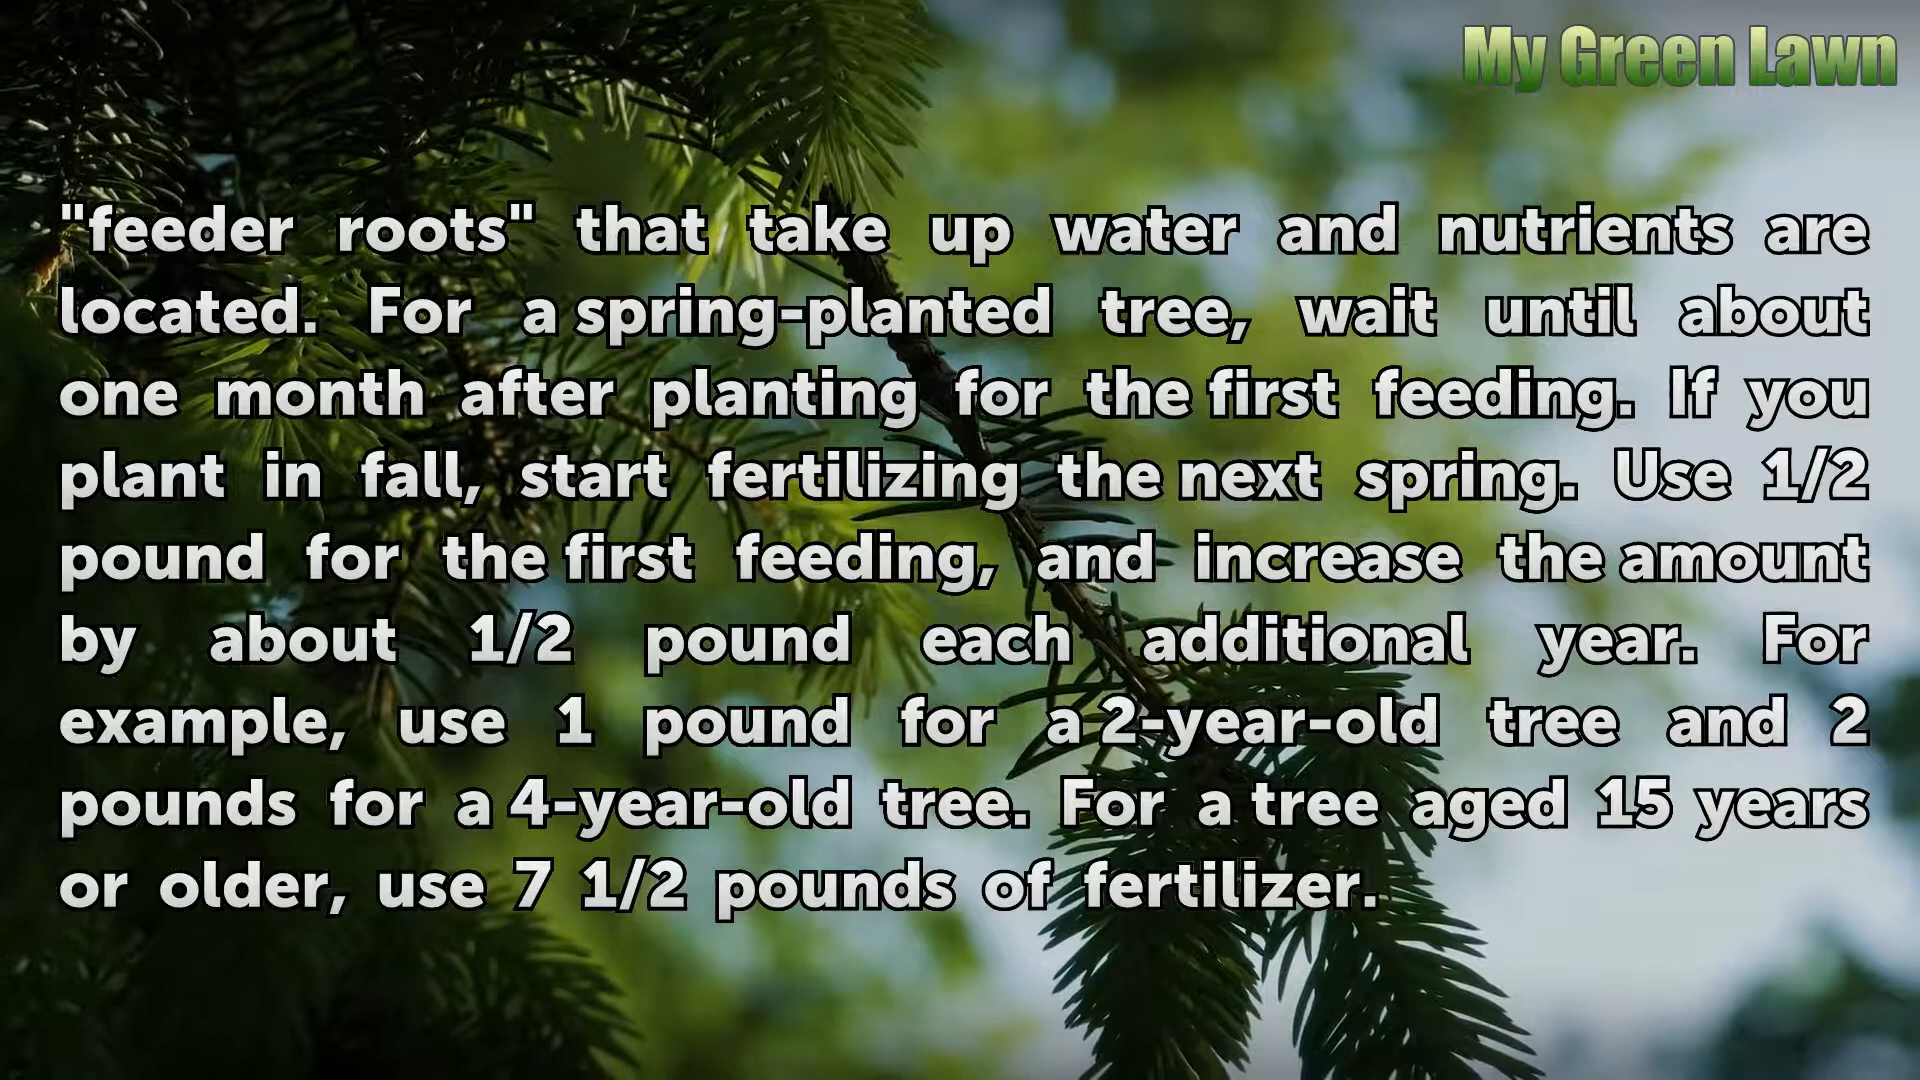 My Green Lawn
"feeder roots" that take up water and nutrients are
located. For a spring-planted tree, wait until about
one month after planting for the first feeding. If you
plant in fall, start fertilizing the next spring. Use 1/2
pound for the first feeding, and increase the amount
by about 1/2 pound each additional year. For
example, use 1 pound for a 2-year-old tree and 2
pounds for a 4-year-old tree. For a tree aged 15 years
or older, use 7 1/2 pounds of fertilizer.